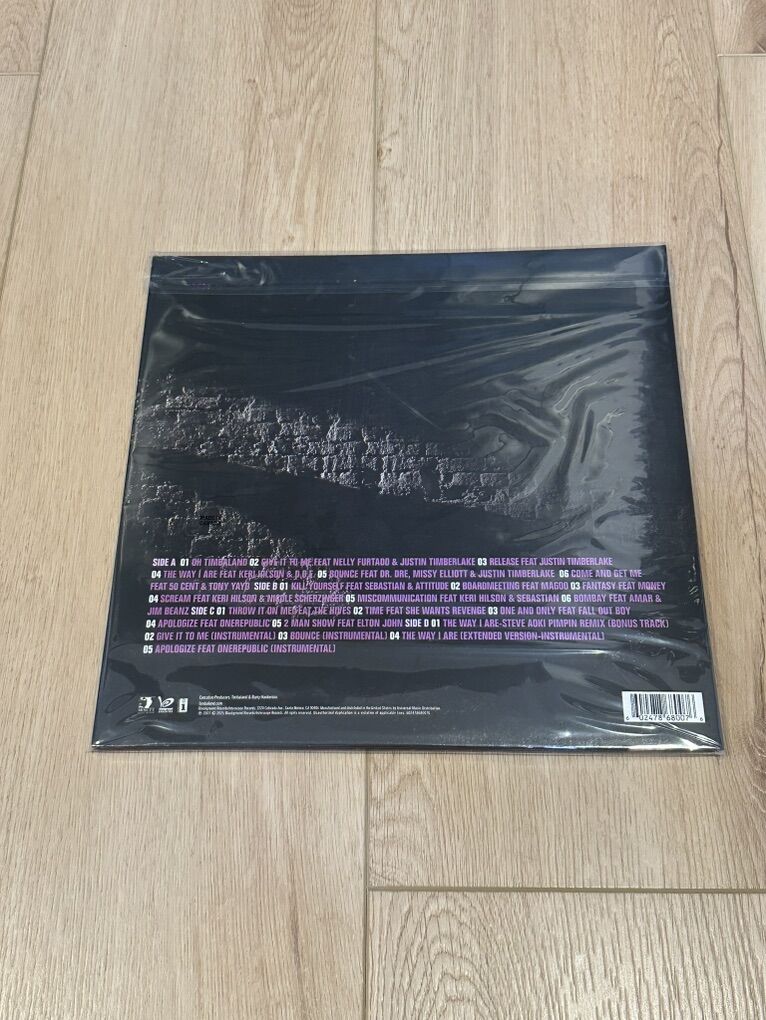 SIDE A 01 OH TIMBALAND 02 GIVE IT TO ME FEAT NELLY FURTADO & JUSTIN TIMBERLAKE 03 RELEASE FEAT JUSTIN TIMBERLAKE
04 THE WAY I ARE FEAT KERI HILSON & D.O.E. 05 BOUNCE FEAT DR. DRE, MISSY ELLIOTT & JUSTIN TIMBERLAKE 06 COME AND GET ME
FEAT 50 CENT & TONY YAYO SIDE B 01 KILL YOURSELF FEAT SEBASTIAN & ATTITUDE 02 BOARDMEETING FEAT MAGOO 03 FANTASY FEAT MONEY
04 SCREAM FEAT KERI HILSON & NICOLE SCHERZINGER 05 MISCOMMUNICATION FEAT KERI HILSON & SEBASTIAN 06 BOMBAY FEAT AMAR &
JIM BEANZ SIDE C 01 THROW IT ON ME FEAT THE HIVES 02 TIME FEAT SHE WANTS REVENGE 03 ONE AND ONLY FEAT FALL OUT BOY
04 APOLOGIZE FEAT ONEREPUBLIC 05 2 MAN SHOW FEAT ELTON JOHN SIDE D 01 THE WAY I ARE-STEVE AOKI PIMPIN REMIX (BONUS TRACK)
02 GIVE IT TO ME (INSTRUMENTAL) 03 BOUNCE (INSTRUMENTAL) 04 THE WAY I ARE (EXTENDED VERSION-INSTRUMENTAL)
05 APOLOGIZE FEAT ONEREPUBLIC (INSTRUMENTAL)
Executive Producers: Timbaland &
6 02478 68007 6